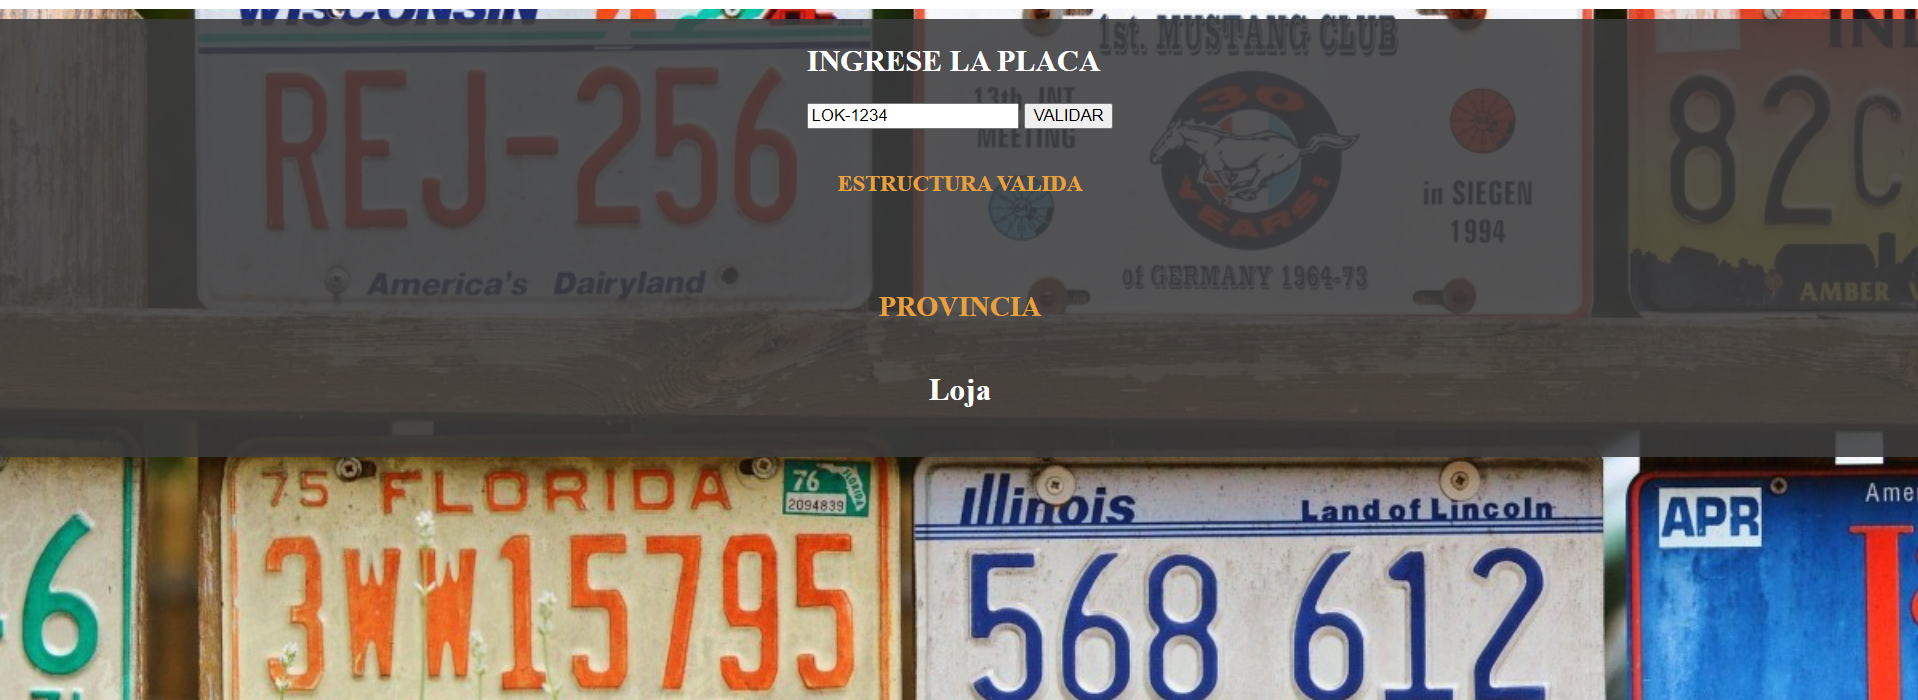 WISCONSIN
1st. MUSTANG CLUB
INGRESE LA PLACA
LOK-1234 VALIDAR
REJ-256
13th INT
MEETING
30
YEARS!
82C
in SIEGEN
1994
ESTRUCTURA VALIDA
America's Dairyland
of GERMANY 1964-73
AMBER
PROVINCIA
Loja
75 FLORIDA 76
FLORIDA
2094839
Illinois Land of Lincoln
APR
6
3WW15795
568 612